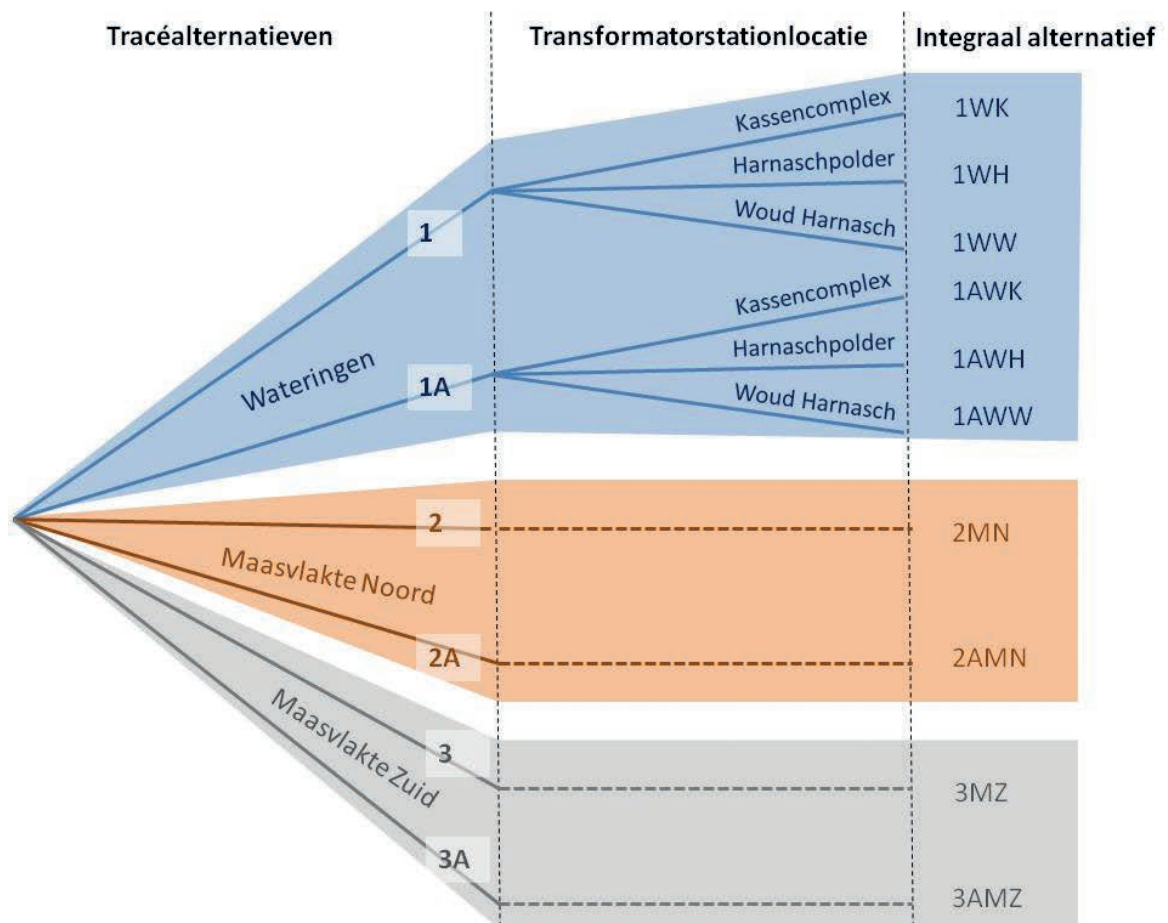 Tracéalternatieven
Transformatorstationlocatie
Integraal alternatief
Kassencomplex
1WK
Harnaschpolder
1WH
1
Woud Harnasch
1WW
Kassencomplex
1AWK
Wateringen
1A
Harnaschpolder
1AWH
Woud Harnasch
1AWW
2
2MN
Maasvlakte Noord
2A
2AMN
Maasvlakte Zuid
3
3MZ
3A
3AMZ